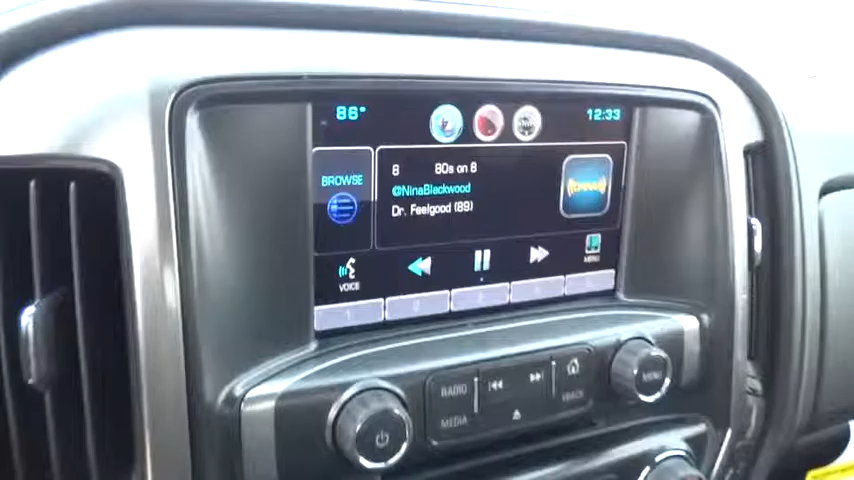 86° 12:33
8 80s on 8
BROWSE @NinaBlackwood
Dr. Feelgood (89)
VOICE MENU
RADIO
MENU
MEDIA BACK